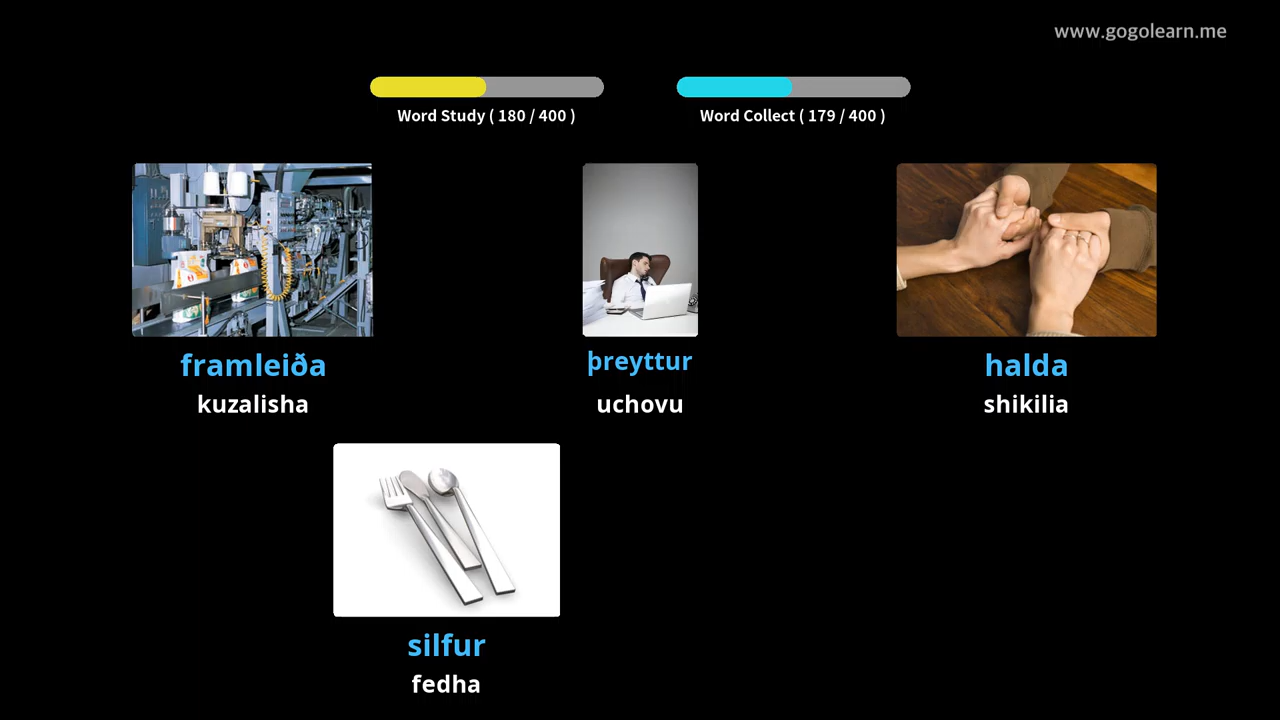 www.gogolearn.me
Word Study ( 180 / 400 )
Word Collect ( 179 / 400 )
framleiða
kuzalisha
þreyttur
uchovu
halda
shikilia
silfur
fedha